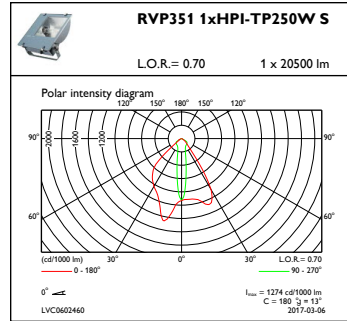 RVP351 1xHPI-TP250W S
L.O.R.= 0.70 1 x 20500 lm
Polar intensity diagram
120° 150° 180° 150° 120°
90° 2000 1600 1200 90°
60° 60°
(cd/1000 lm) 30° 0° 30° L.O.R.= 0.70
0 - 180° 90 - 270°
0°
Imax = 1274 cd/1000 lm
C = 180 °g = 13°
LVC0602460 2017-03-06